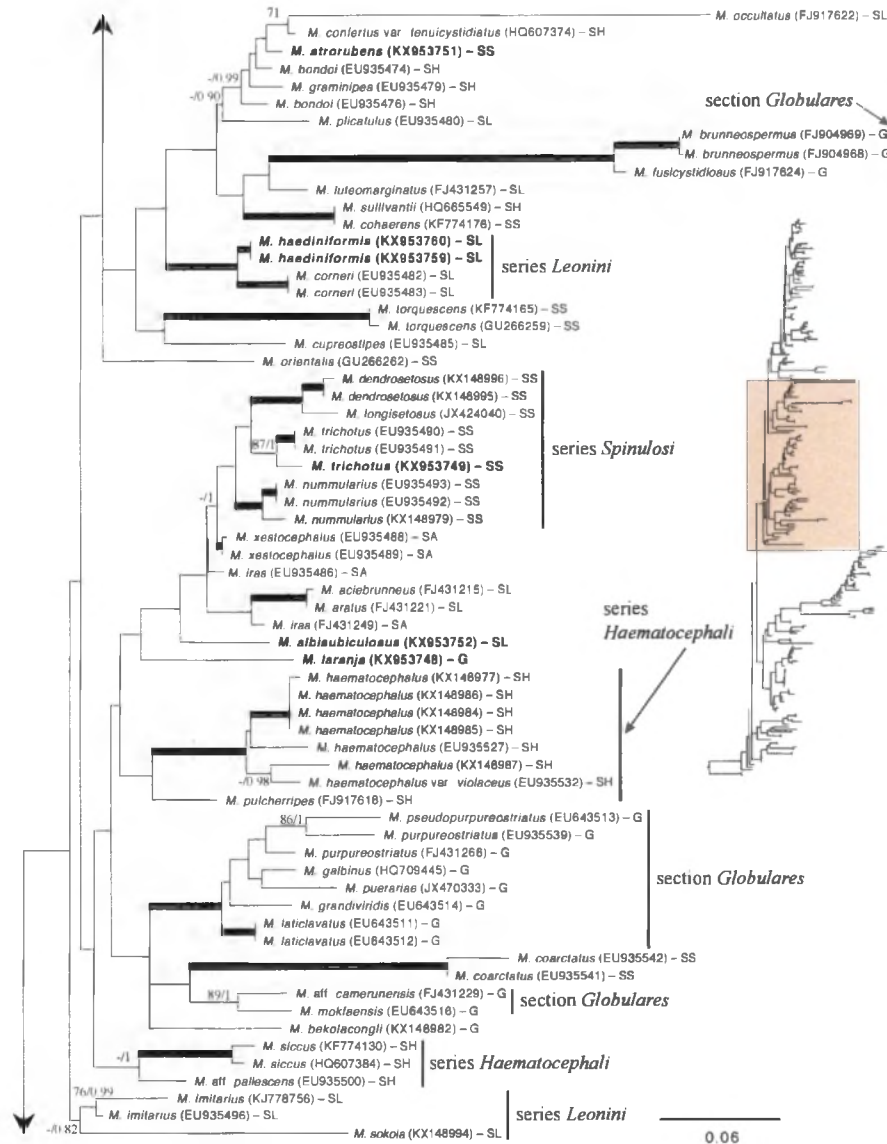 71
M. occultatus (FJ917622) – SL
M. confertus var tenuicystidiatus (HQ607374) – SH
M. atrorubens (KX953751) – SS
-/0.99
M. bondoi (EU935474) – SH
-/0.90
M. graminipes (EU935479) – SH
M. bondoi (EU935476) – SH
M. plicatulus (EU935480) – SL
section Globulares
M. brunneospermus (FJ904969) – G
M. brunneospermus (FJ904968) – G
M. fusicystidiosus (FJ917624) – G
M. luteomarginatus (FJ431257) – SL
M. sullivantii (HQ665549) – SH
M. cohaerens (KF774176) – SS
M. haediniformis (KX953760) – SL
M. haediniformis (KX953759) – SL
M. corneri (EU935482) – SL
M. corneri (EU935483) – SL
series Leonini
M. torquescens (KF774165) – SS
M. torquescens (GU266259) – SS
M. cupreostipes (EU935485) – SL
M. orientalis (GU266262) – SS
M. dendrosetosus (KX148996) – SS
M. dendrosetosus (KX148995) – SS
M. longisetosus (JX424040) – SS
M. trichotus (EU935490) – SS
87/1
M. trichotus (EU935491) – SS
M. trichotus (KX953749) – SS
series Spinulosi
M. nummularius (EU935493) – SS
-/1
M. nummularius (EU935492) – SS
M. nummularius (KX148979) – SS
M. xestocephalus (EU935488) – SA
M. xestocephalus (EU935489) – SA
M. iras (EU935486) – SA
M. aciebrunneus (FJ431215) – SL
M. aratus (FJ431221) – SL
M. iras (FJ431249) – SA
M. albisubiculosus (KX953752) – SL
M. laranja (KX953748) – G
series
Haematocephali
M. haematocephalus (KX148977) – SH
M. haematocephalus (KX148986) – SH
M. haematocephalus (KX148984) – SH
M. haematocephalus (KX148985) – SH
M. haematocephalus (EU935527) – SH
M. haematocephalus (KX148987) – SH
-/0.98
M. haematocephalus var violaceus (EU935532) – SH
M. pulcherripes (FJ917618) – SH
86/1
M. pseudopurpureostriatus (EU643513) – G
M. purpureostriatus (EU935539) – G
M. purpureostriatus (FJ431266) – G
M. galbinus (HQ709445) – G
M. puerariae (JX470333) – G
M. grandiviridis (EU643514) – G
M. laticlavatus (EU643511) – G
M. laticlavatus (EU643512) – G
section Globulares
M. coarctatus (EU935542) – SS
M. coarctatus (EU935541) – SS
89/1
M. aff camerunensis (FJ431229) – G
M. mokfaensis (EU643516) – G
section Globulares
M. bekolacongoli (KX148982) – G
M. siccus (KF774130) – SH
-/1
M. siccus (HQ607384) – SH
M. aff pallescens (EU935500) – SH
series Haematocephali
76/0.99
M. imitarius (KJ778756) – SL
M. imitarius (EU935496) – SL
-/0.82
M. sokola (KX148994) – SL
series Leonini
0.06